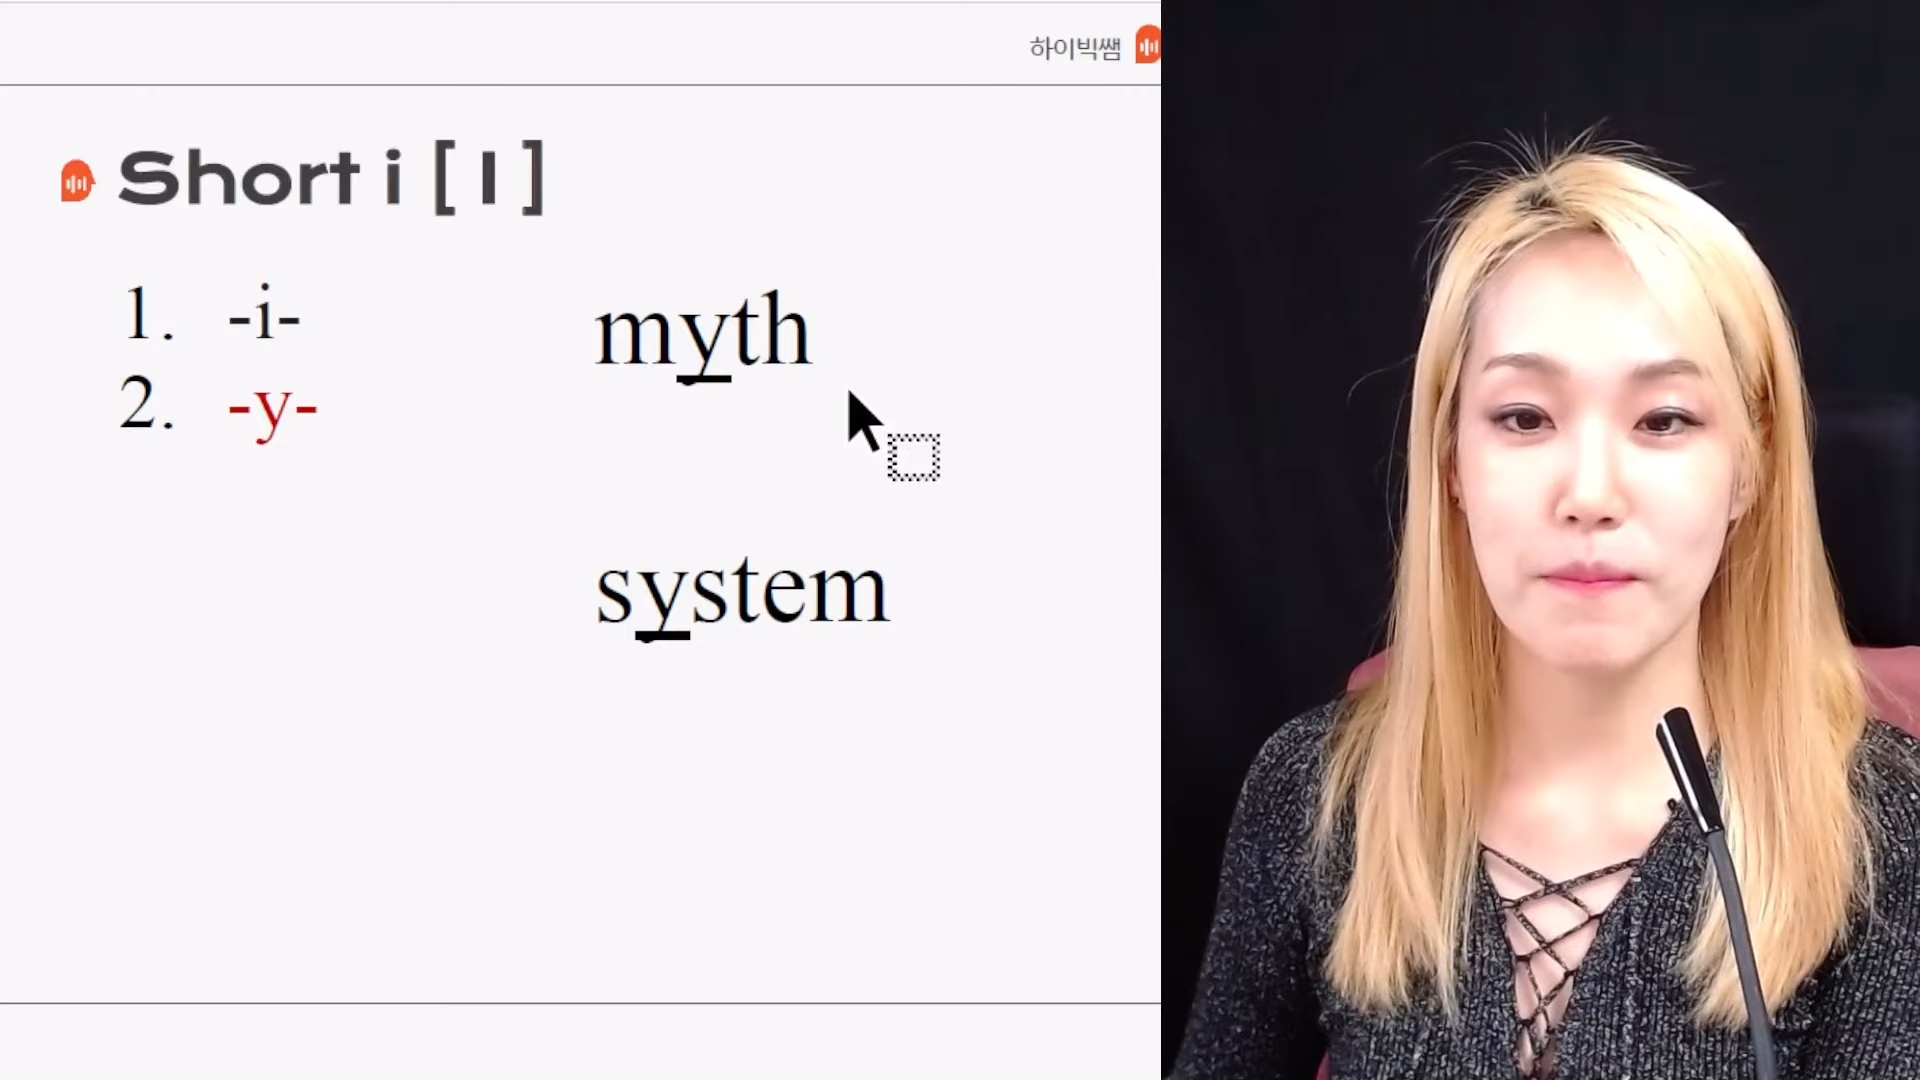 하이빅쌤
Short i [ I ]
1. -i-
2. -y-
myth
system